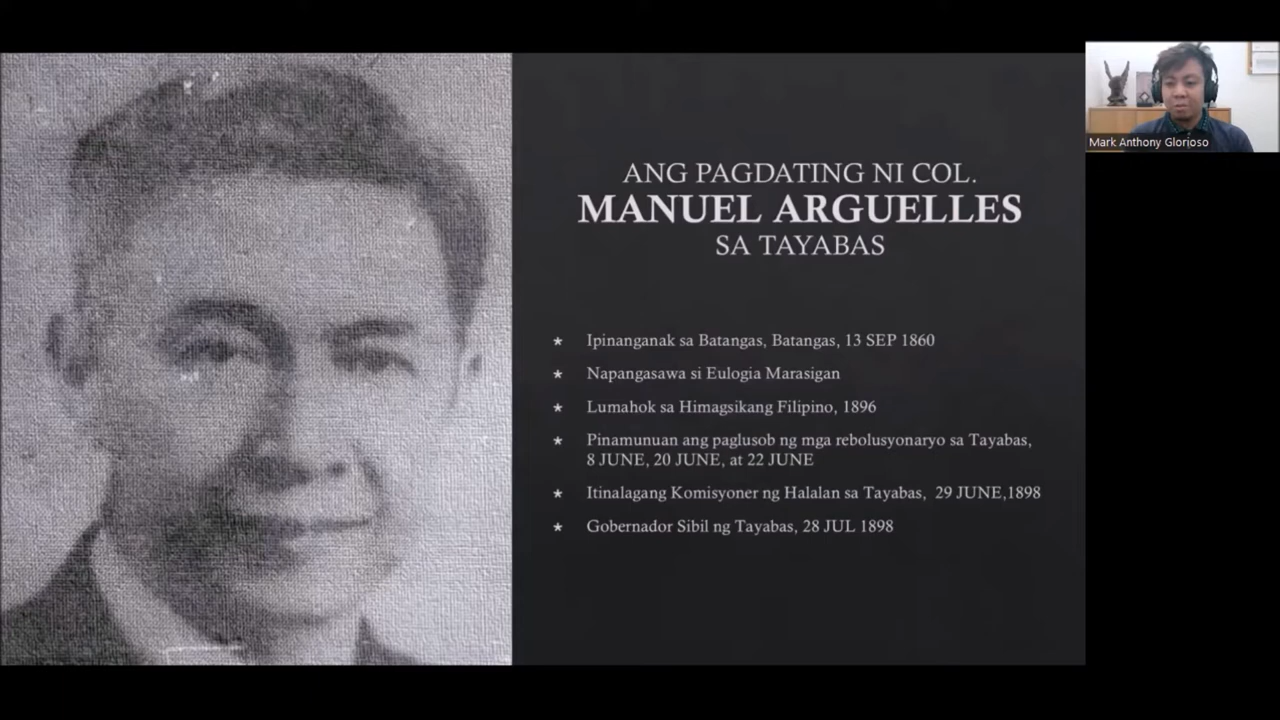 ANG PAGDATING NI COL.
MANUEL ARGUELLES
SA TAYABAS
* Ipinanganak sa Batangas, Batangas, 13 SEP 1860
* Napangasawa si Eulogia Marasigan
* Lumahok sa Himagsikang Filipino, 1896
* Pinamunuan ang paglusob ng mga rebolusyonaryo sa Tayabas,
8 JUNE, 20 JUNE, at 22 JUNE
* Itinalagang Komisyoner ng Halalan sa Tayabas, 29 JUNE,1898
* Gobernador Sibil ng Tayabas, 28 JUL 1898
Mark Anthony Glorioso